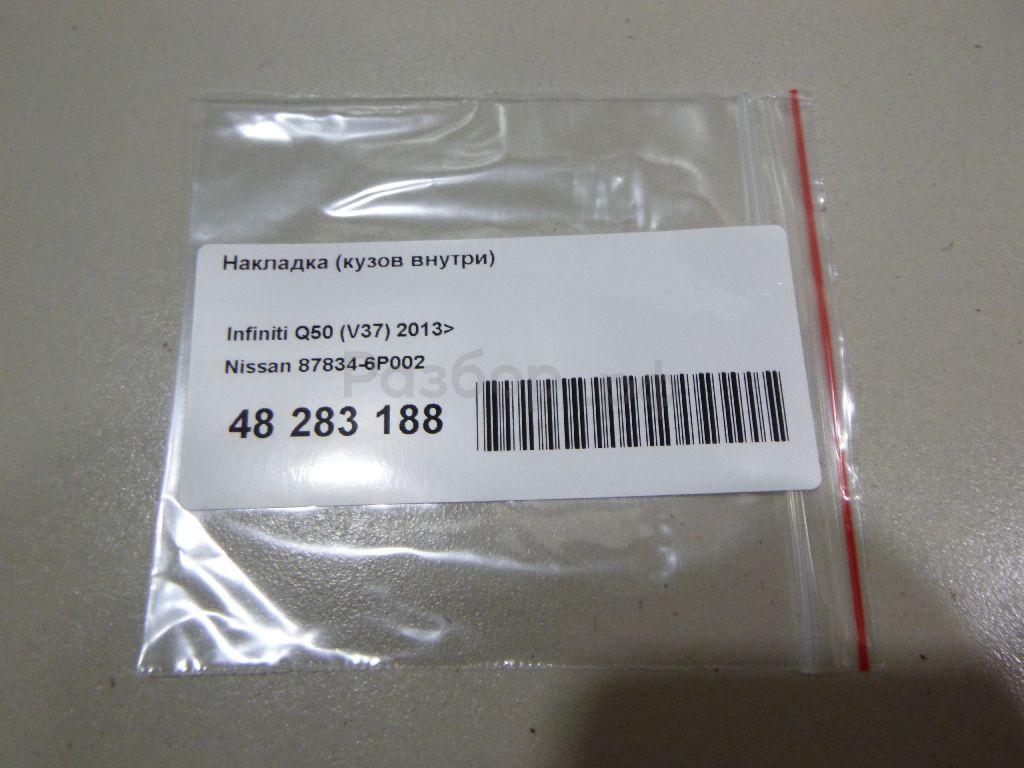 Накладка (кузов внутри)
Infiniti Q50 (V37) 2013>
Nissan 87834-6P002
48 283 188